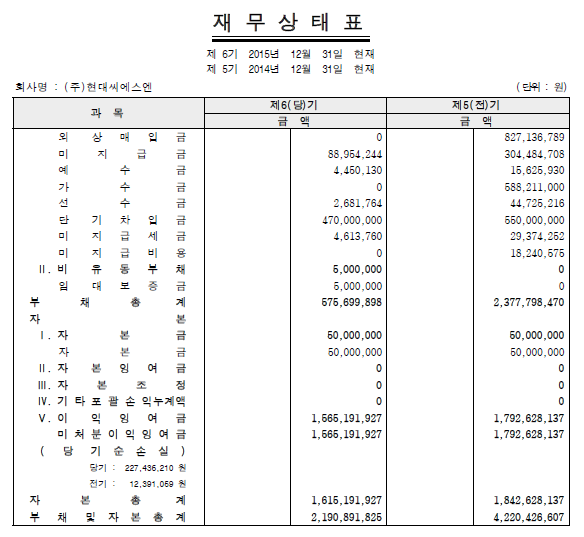 재 무 상 태 표
제 6기 2015년 12월 31일 현재
제 5기 2014년 12월 31일 현재
회사명 : (주)현대씨에스엔 (단위 : 원)
과 목 제6(당)기 제5(전)기
금 액 금 액
외 상 매 입 금 0 827,136,789
미 지 급 금 88,954,244 304,484,708
예 수 금 4,450,130 15,625,930
가 수 금 0 588,211,000
선 수 금 2,681,764 44,725,216
단 기 차 입 금 470,000,000 550,000,000
미 지 급 세 금 4,613,760 29,374,252
미 지 급 비 용 0 18,240,575
II. 비 유 동 부 채 5,000,000 0
임 대 보 증 금 5,000,000 0
부 채 총 계 575,699,898 2,377,798,470
자 본
I. 자 본 금 50,000,000 50,000,000
자 본 금 50,000,000 50,000,000
II. 자 본 잉 여 금 0 0
III. 자 본 조 정 0 0
IV. 기 타 포 괄 손 익누계액 0 0
V. 이 익 잉 여 금 1,565,191,927 1,792,628,137
미 처 분 이 익 잉 여 금 1,565,191,927 1,792,628,137
( 당 기 순 손 실 )
당기 : 227,436,210 원
전기 : 12,391,059 원
자 본 총 계 1,615,191,927 1,842,628,137
부 채 및 자 본 총 계 2,190,891,825 4,220,426,607